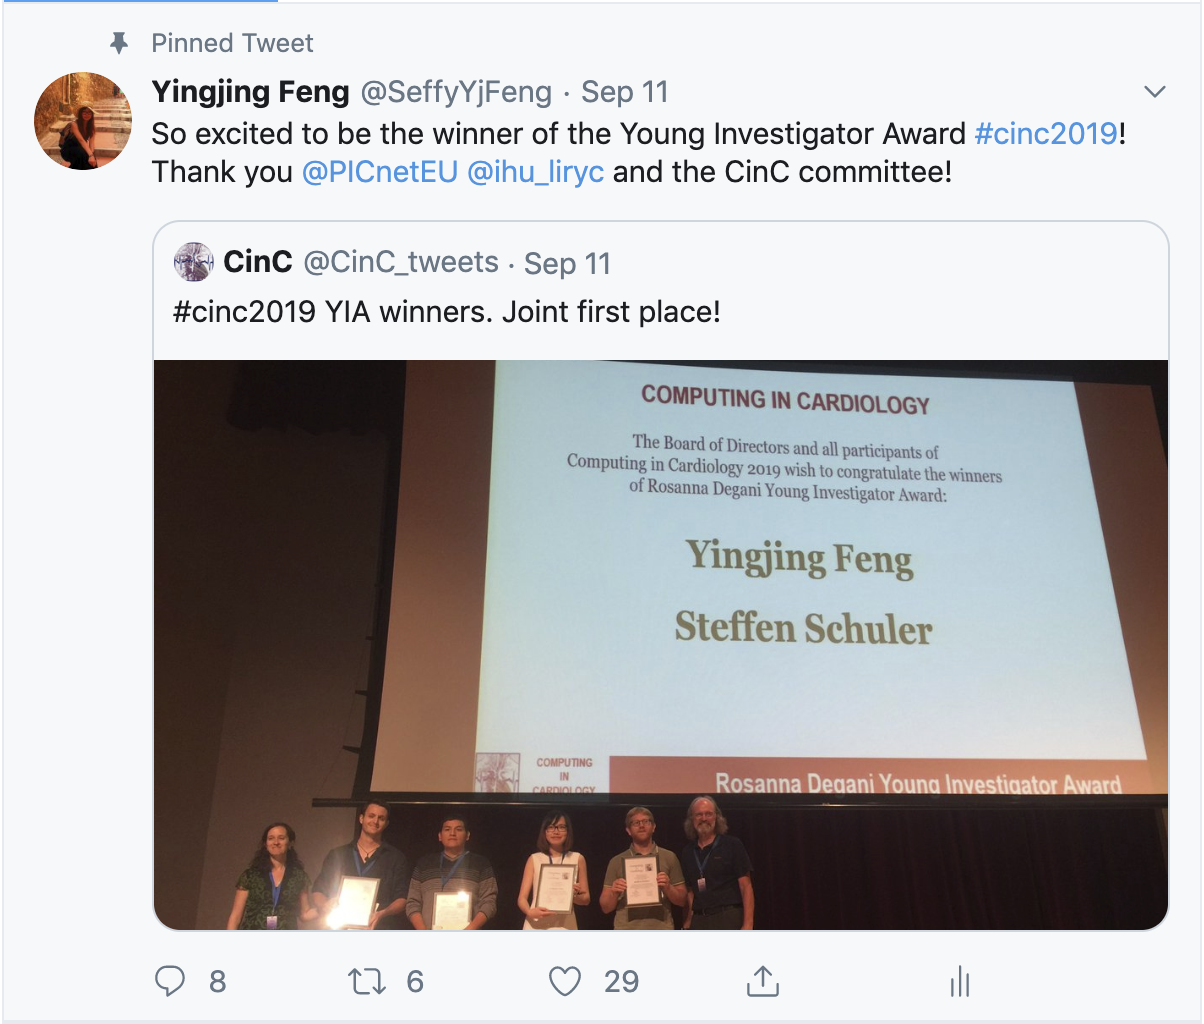 Pinned Tweet
Yingjing Feng @SeffyYjFeng · Sep 11
So excited to be the winner of the Young Investigator Award #cinc2019!
Thank you @PICnetEU @ihu_liryc and the CinC committee!
CinC @CinC_tweets · Sep 11
#cinc2019 YIA winners. Joint first place!
COMPUTING IN CARDIOLOGY
The Board of Directors and all participants of
Computing in Cardiology 2019 wish to congratulate the winners
of Rosanna Degani Young Investigator Award:
Yingjing Feng
Steffen Schuler
COMPUTING
IN
CARDIOLOGY
Rosanna Degani Young Investigator Award
8 6 29